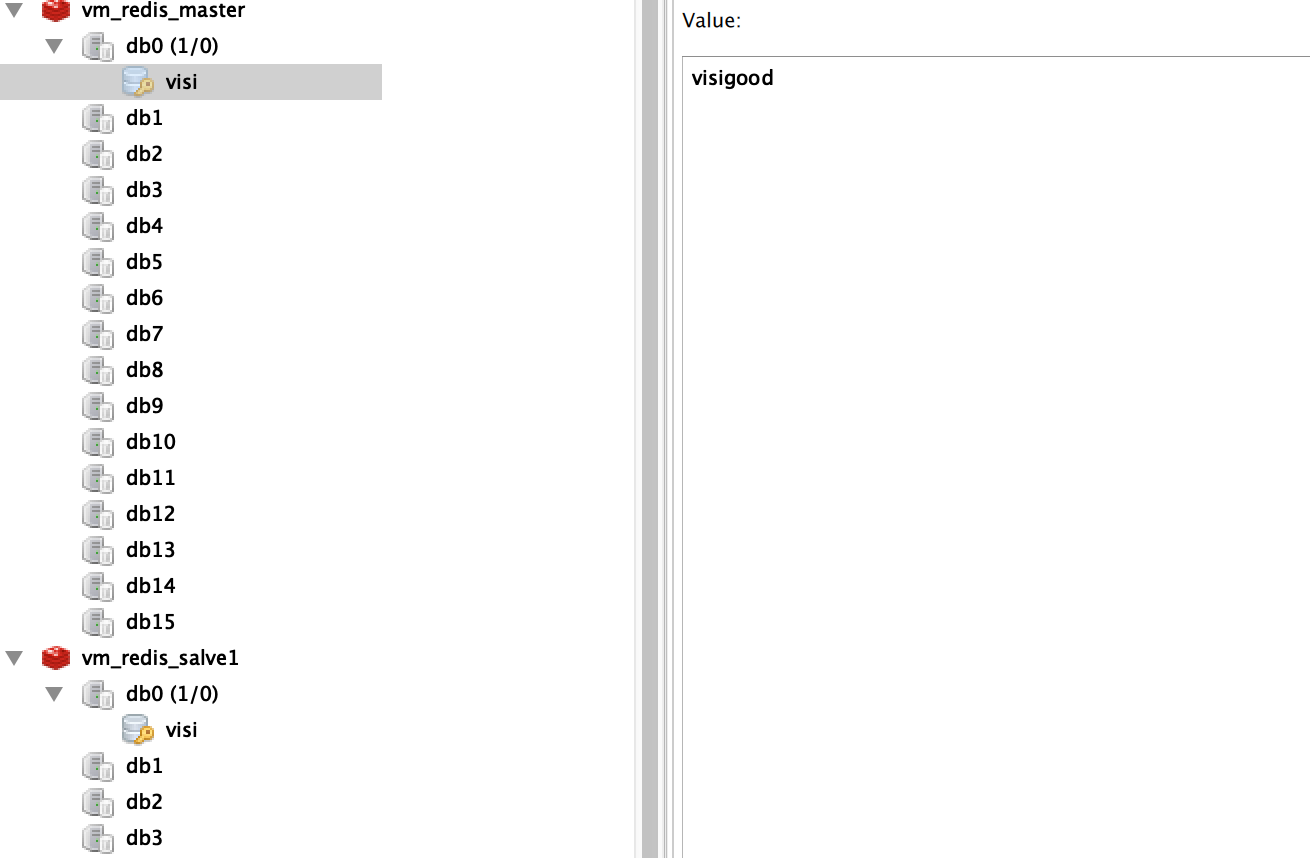 vm_redis_master
db0 (1/0)
visi
db1
db2
db3
db4
db5
db6
db7
db8
db9
db10
db11
db12
db13
db14
db15
vm_redis_salve1
db0 (1/0)
visi
db1
db2
db3
Value:
visigood